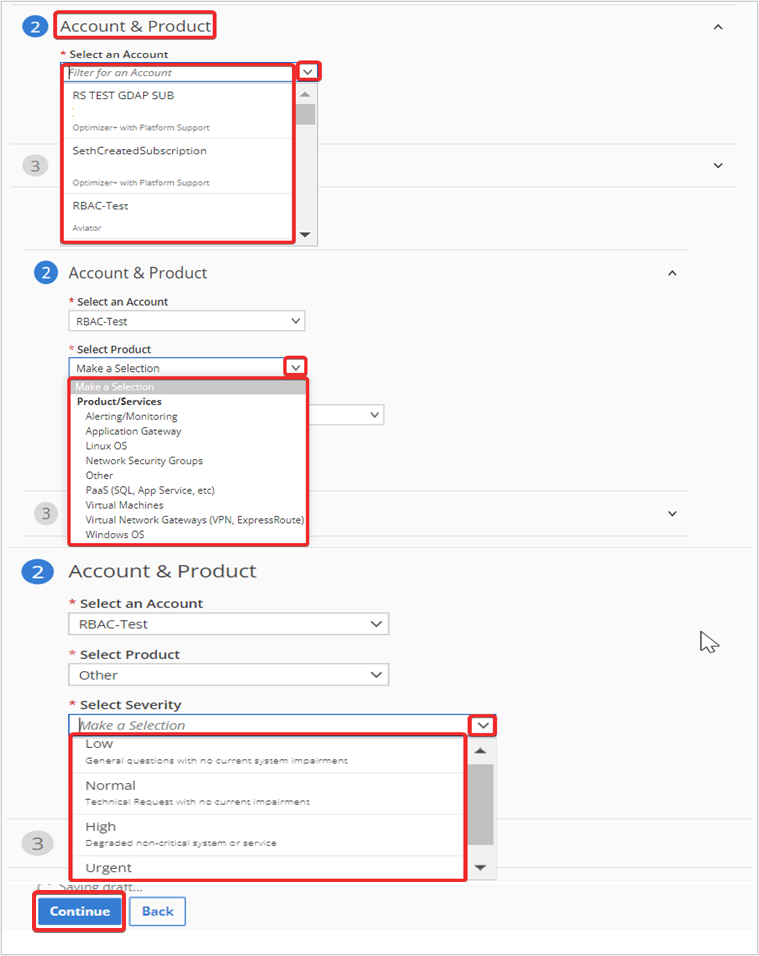 2 Account & Product
* Select an Account
Filter for an Account
RS TEST GDAP SUB
Optimizer+ with Platform Support
SethCreatedSubscription
3
Optimizer+ with Platform Support
RBAC-Test
Aviator
2 Account & Product
* Select an Account
RBAC-Test
* Select Product
Make a Selection
Make a Selection
Product/Services
Alerting/Monitoring
Application Gateway
Linux OS
Network Security Groups
Other
PaaS (SQL, App Service, etc)
Virtual Machines
3
Virtual Network Gateways (VPN, ExpressRoute)
Windows OS
2 Account & Product
* Select an Account
RBAC-Test
* Select Product
Other
* Select Severity
Make a Selection
Low
General questions with no current system impairment
Normal
Technical Request with no current impairment
High
Degraded non-critical system or service
3
Urgent
Saving draft...
Continue Back